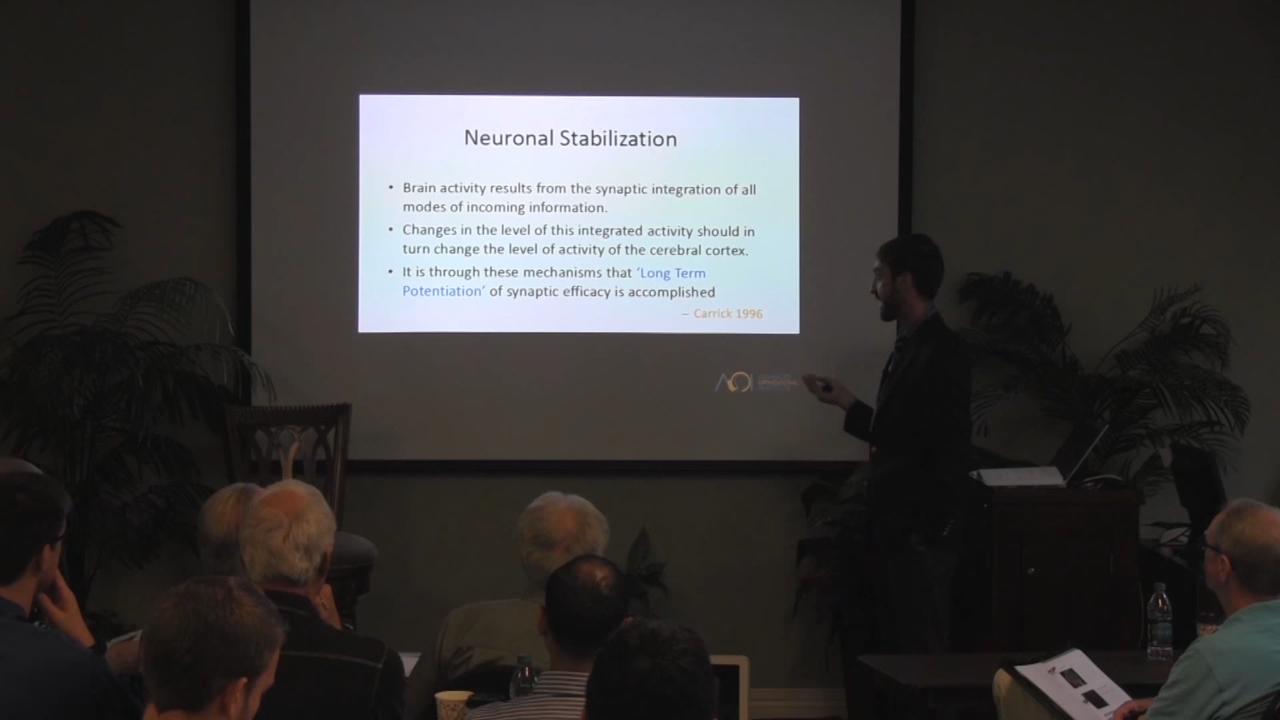 Neuronal Stabilization
• Brain activity results from the synaptic integration of all
modes of incoming information.
• Changes in the level of this integrated activity should in
turn change the level of activity of the cerebral cortex.
• It is through these mechanisms that ‘Long Term
Potentiation’ of synaptic efficacy is accomplished
– Carrick 1996
AOI